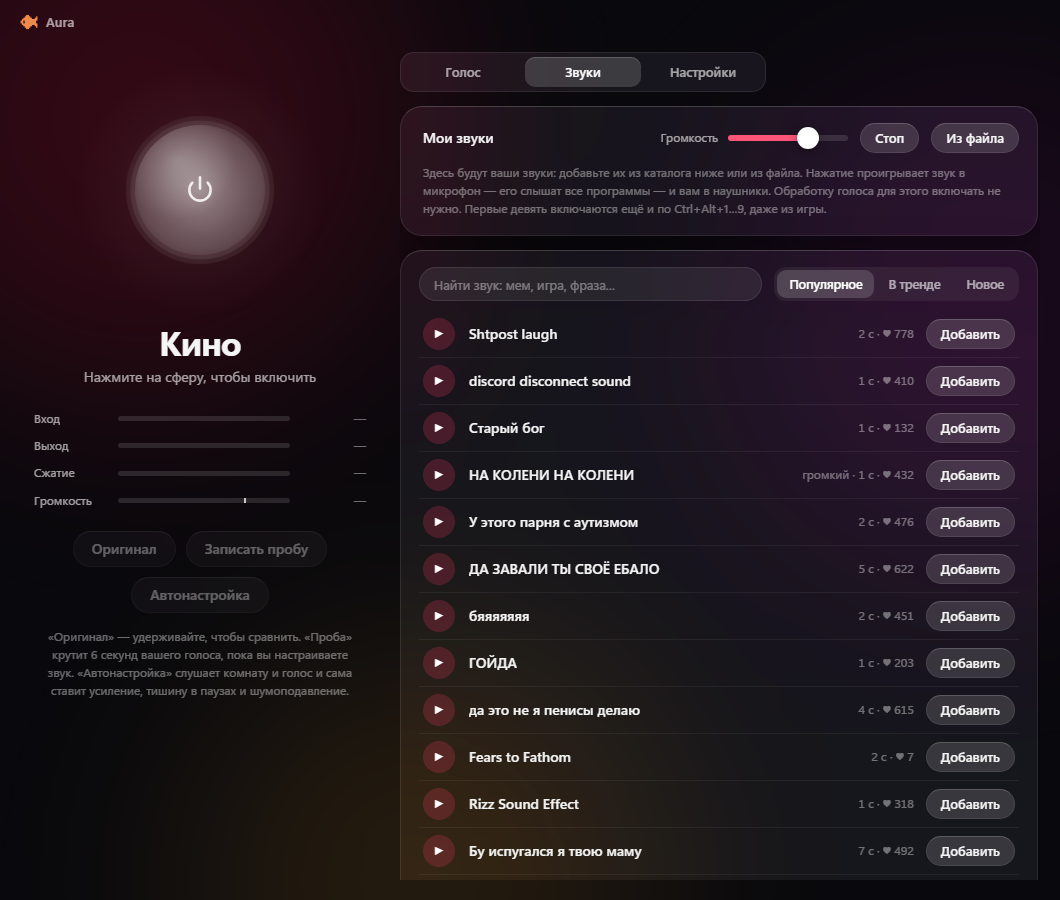 Aura
Голос
Звуки
Настройки
Мои звуки
Громкость
Стоп
Из файла
Здесь будут ваши звуки: добавьте их из каталога ниже или из файла. Нажатие проигрывает звук в
микрофон — его слышат все программы — и вам в наушники. Обработку голоса для этого включать не
нужно. Первые девять включаются ещё и по Ctrl+Alt+1…9, даже из игры.
Кино
Нажмите на сферу, чтобы включить
Вход —
Выход —
Сжатие —
Громкость —
Оригинал
Записать пробу
Автонастройка
«Оригинал» — удерживайте, чтобы сравнить. «Проба»
крутит 6 секунд вашего голоса, пока вы настраиваете
звук. «Автонастройка» слушает комнату и голос и сама
ставит усиление, тишину в паузах и шумоподавление.
Найти звук: мем, игра, фраза…
Популярное
В тренде
Новое
Shtpost laugh 2 с · ♥ 778 Добавить
discord disconnect sound 1 с · ♥ 410 Добавить
Старый бог 1 с · ♥ 132 Добавить
НА КОЛЕНИ НА КОЛЕНИ громкий · 1 с · ♥ 432 Добавить
У этого парня с аутизмом 2 с · ♥ 476 Добавить
ДА ЗАВАЛИ ТЫ СВОЁ ЕБАЛО 5 с · ♥ 622 Добавить
бяяяяяяя 2 с · ♥ 451 Добавить
ГОЙДА 1 с · ♥ 203 Добавить
да это не я пенисы делаю 4 с · ♥ 615 Добавить
Fears to Fathom 2 с · ♥ 7 Добавить
Rizz Sound Effect 1 с · ♥ 318 Добавить
Бу испугался я твою маму 7 с · ♥ 492 Добавить